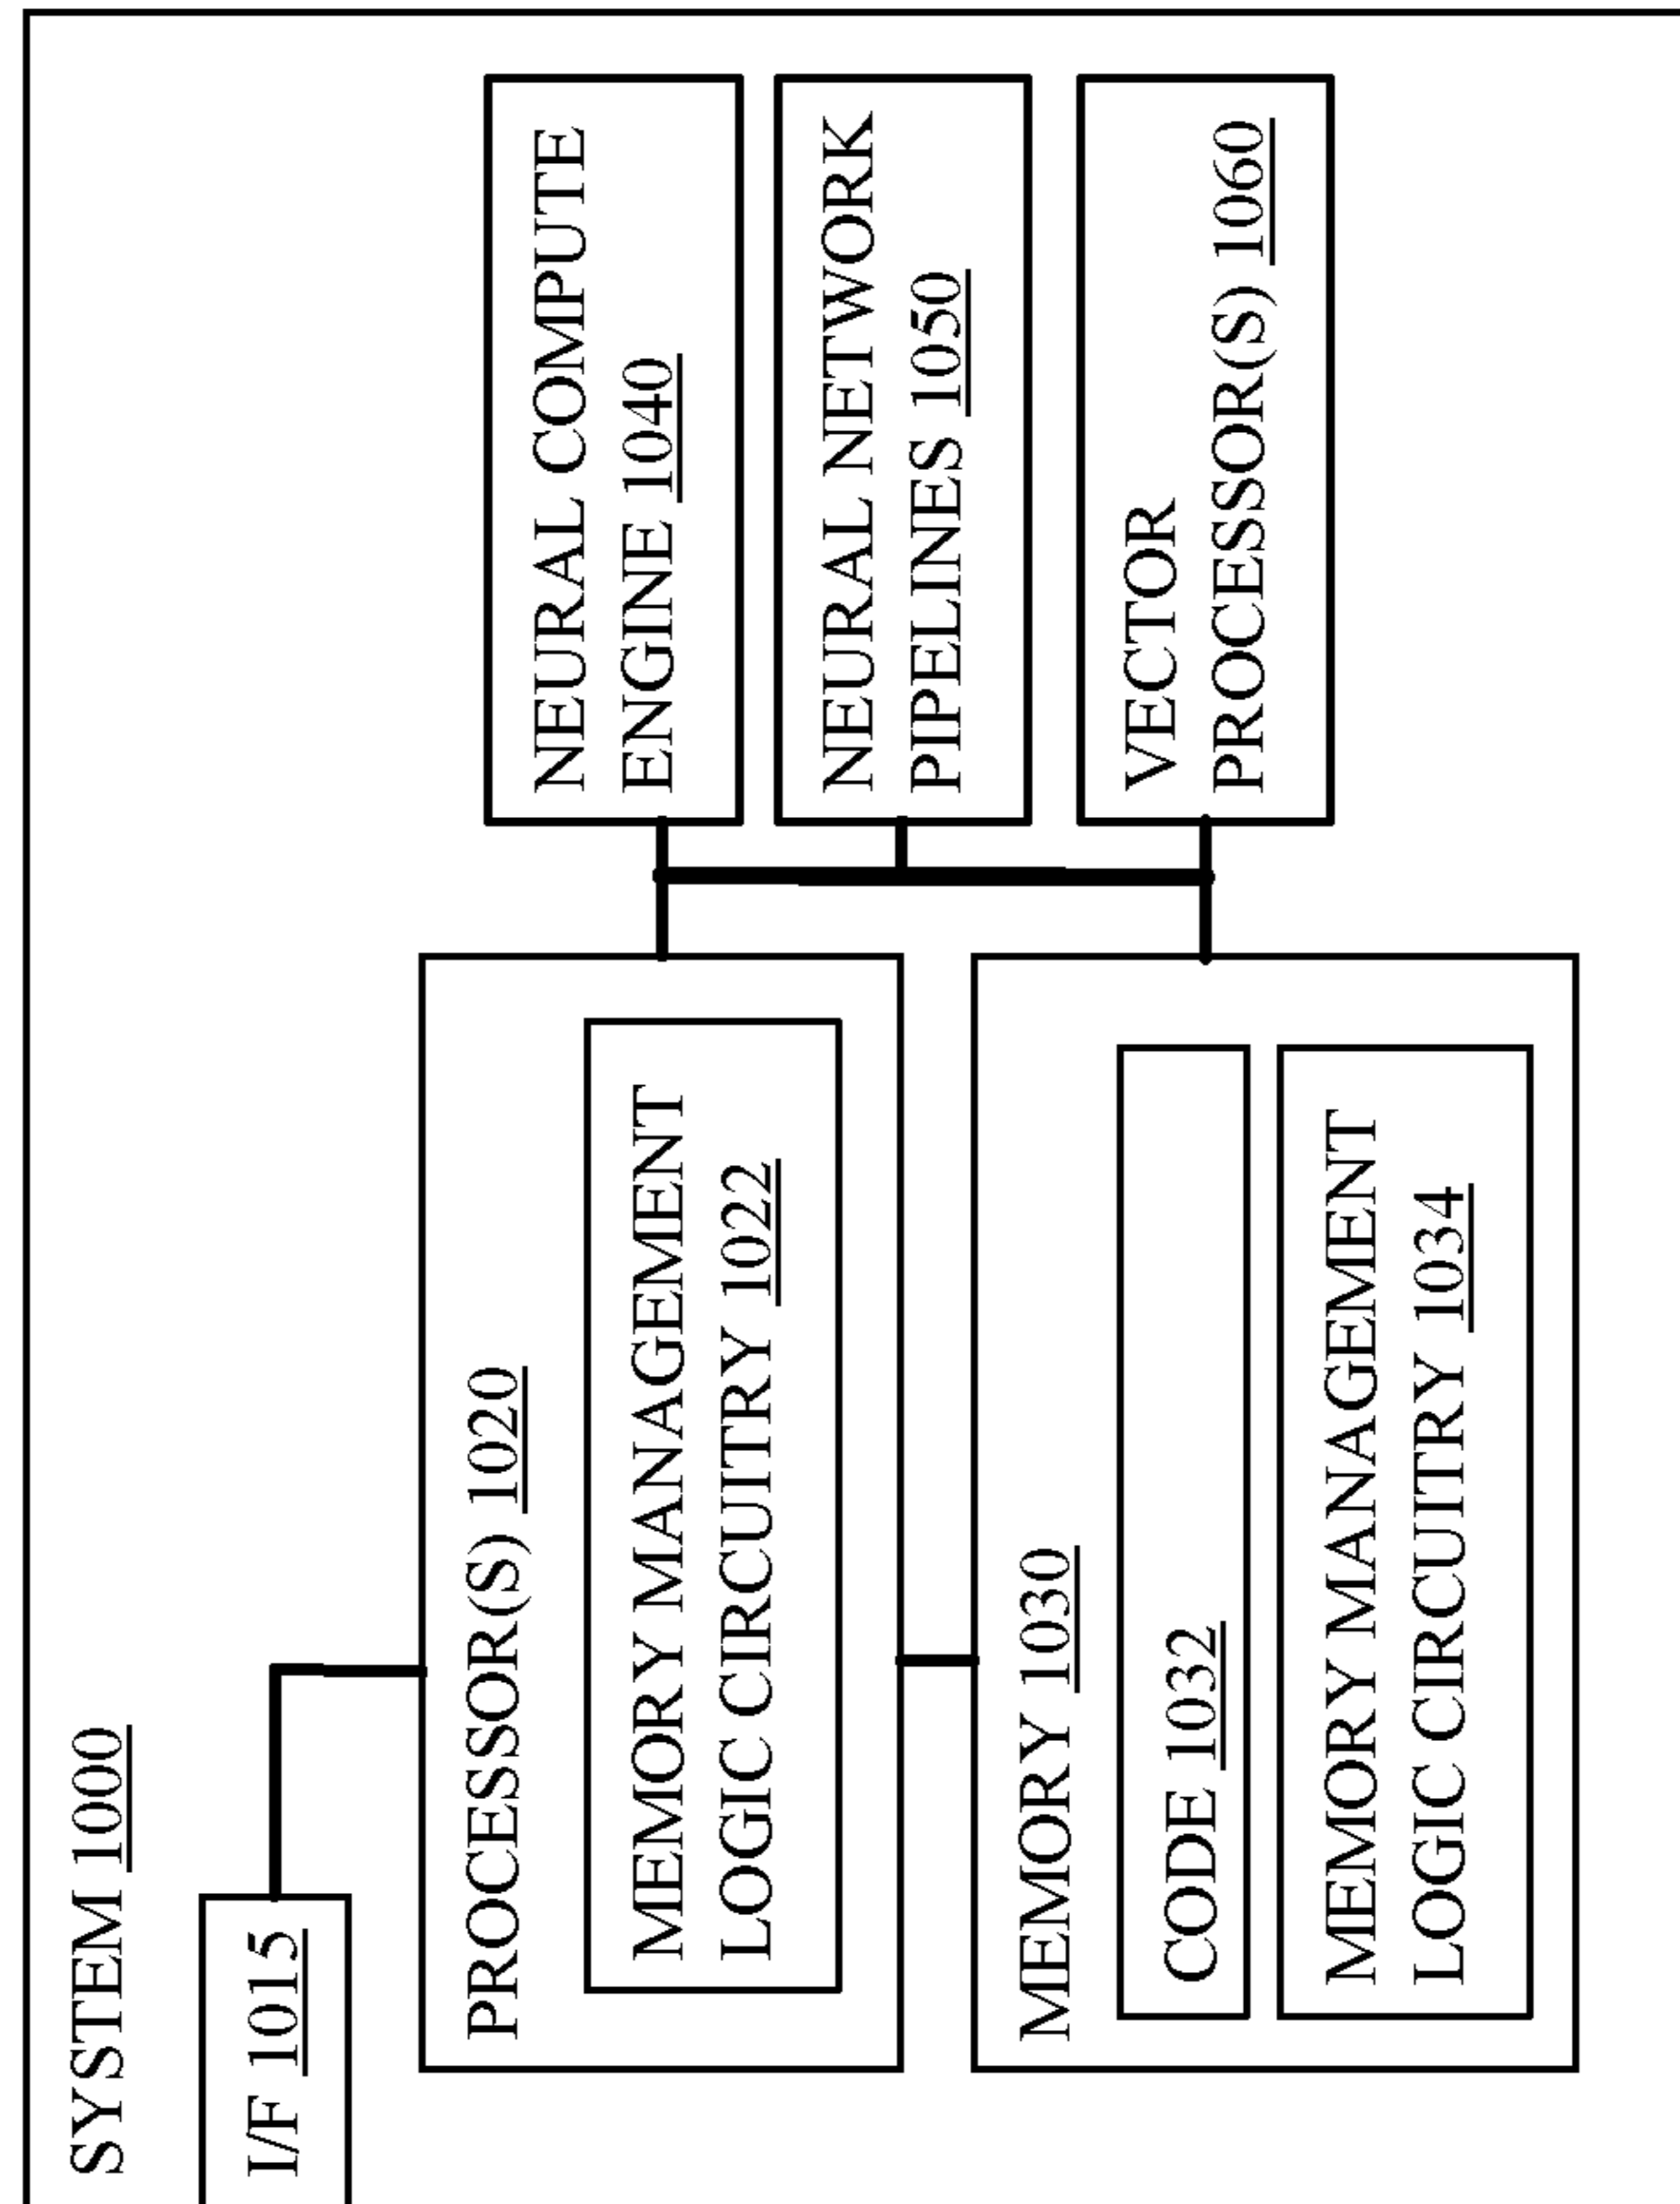 SYSTEM 1000
I/F 1015
PROCESSOR(S) 1020
MEMORY MANAGEMENT
LOGIC CIRCUITRY 1022
MEMORY 1030
CODE 1032
MEMORY MANAGEMENT
LOGIC CIRCUITRY 1034
NEURAL COMPUTE
ENGINE 1040
NEURAL NETWORK
PIPELINES 1050
VECTOR
PROCESSOR(S) 1060